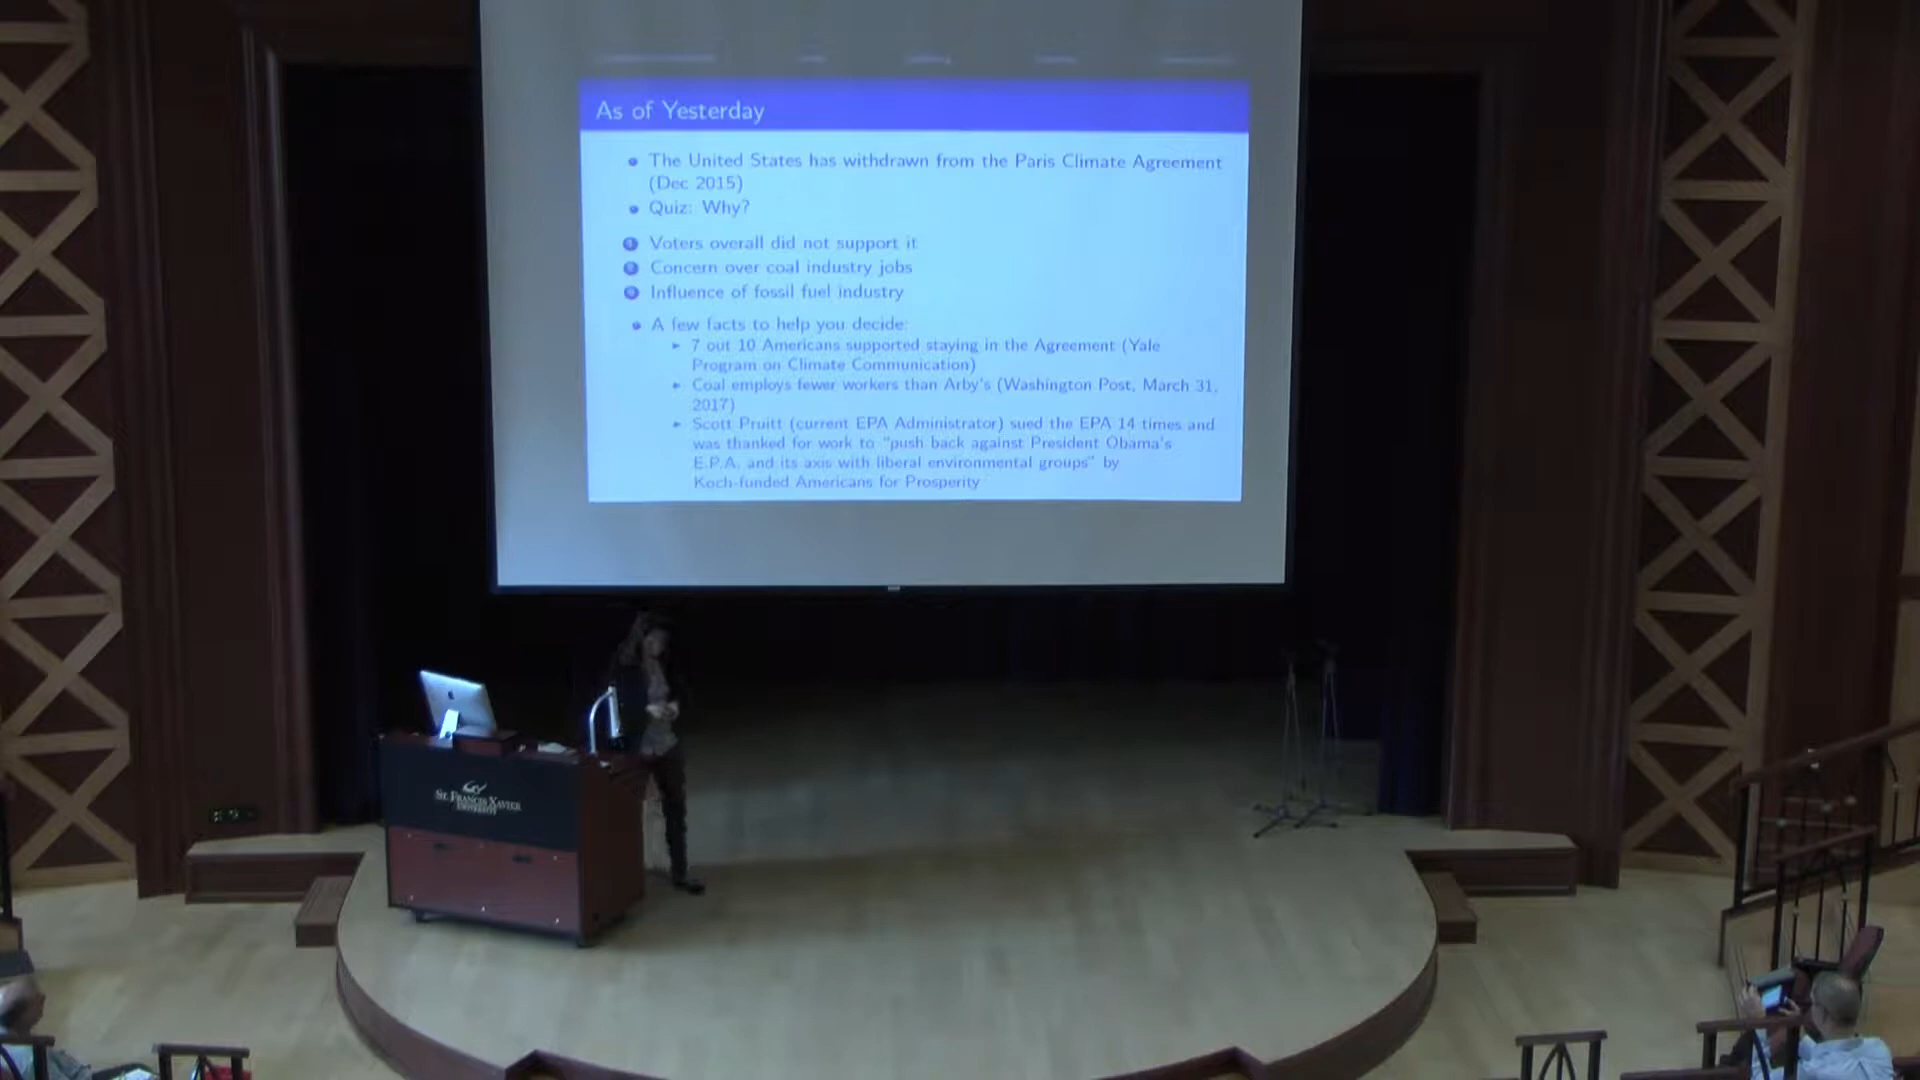 As of Yesterday
The United States has withdrawn from the Paris Climate Agreement
(Dec 2015)
Quiz: Why?
1 Voters overall did not support it
2 Concern over coal industry jobs
3 Influence of fossil fuel industry
A few facts to help you decide:
7 out 10 Americans supported staying in the Agreement (Yale
Program on Climate Communication)
Coal employs fewer workers than Arby's (Washington Post, March 31,
2017)
Scott Pruitt (current EPA Administrator) sued the EPA 14 times and
was thanked for work to "push back against President Obama's
E.P.A. and its axis with liberal environmental groups" by
Koch-funded Americans for Prosperity
St. Francis Xavier
University